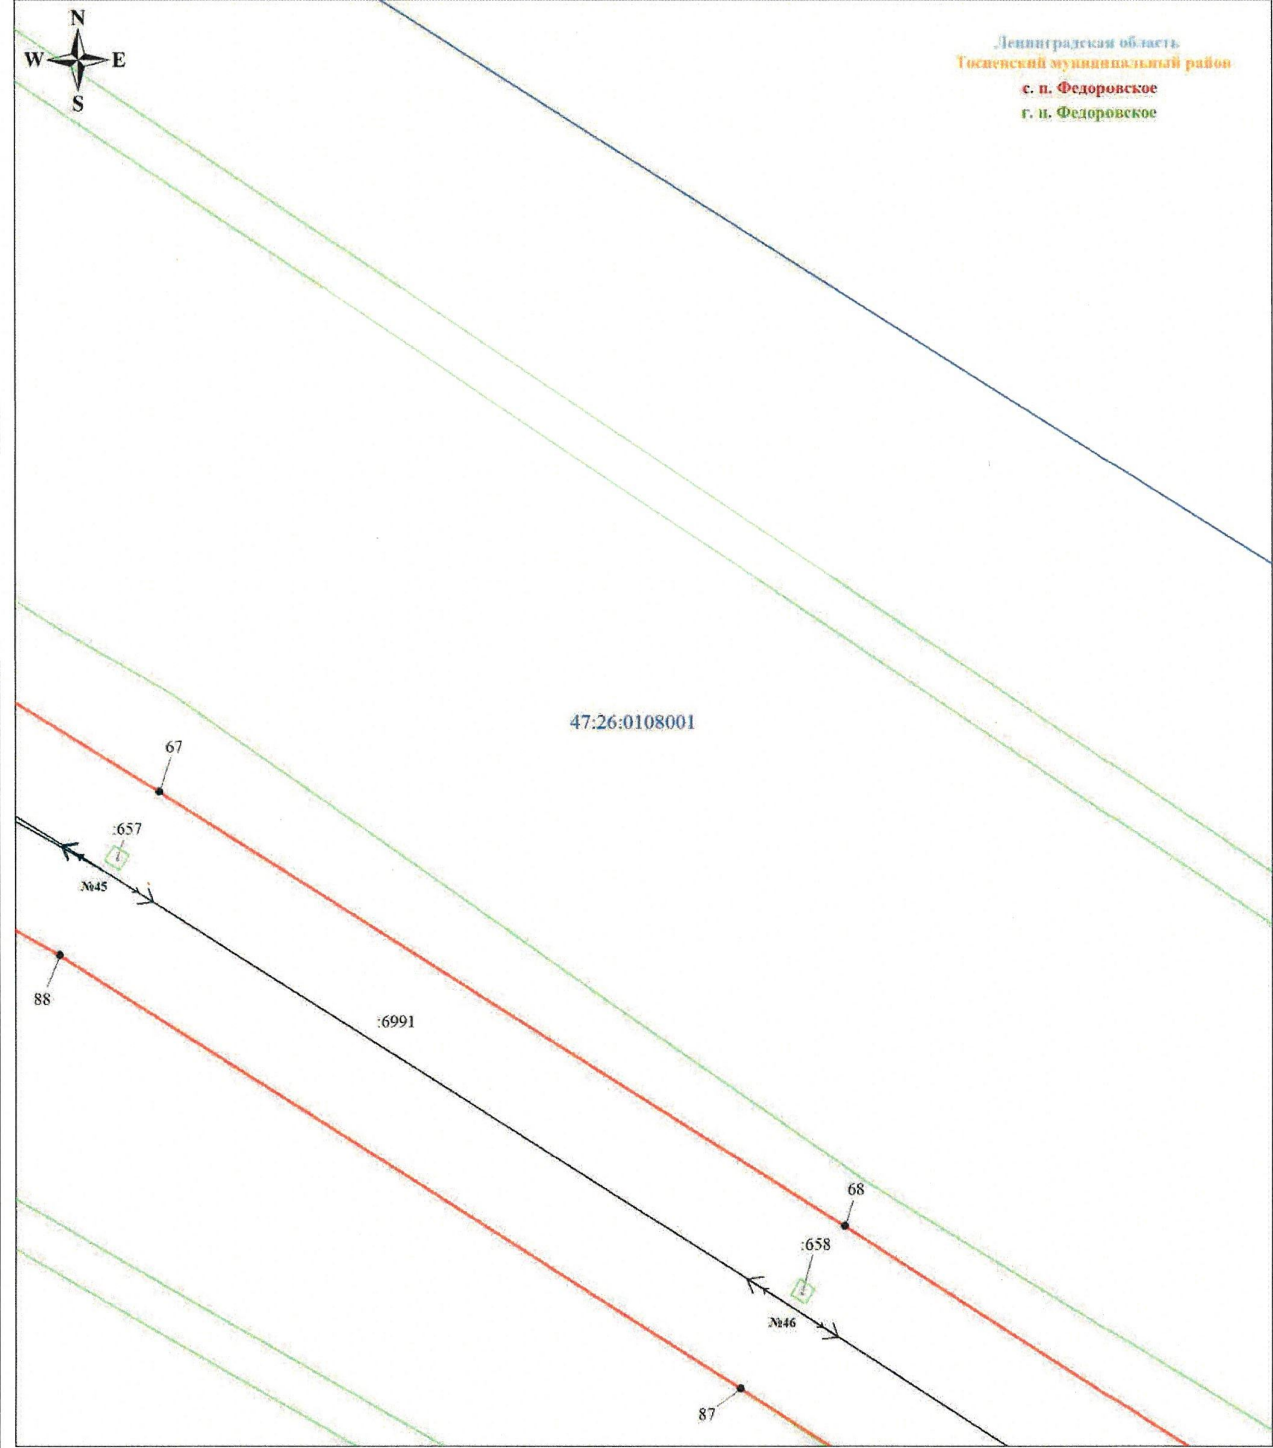 N
W E
S
Ленинградская область
Тосненский муниципальный район
с. п. Федоровское
г. п. Федоровское
47:26:0108001
67
:657
№45
88
:6991
68
:658
№46
87